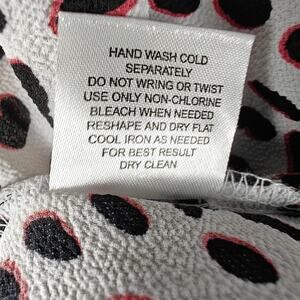 HAND WASH COLD
SEPARATELY
DO NOT WRING OR TWIST
USE ONLY NON-CHLORINE
BLEACH WHEN NEEDED
RESHAPE AND DRY FLAT
COOL IRON AS NEEDED
FOR BEST RESULT
DRY CLEAN